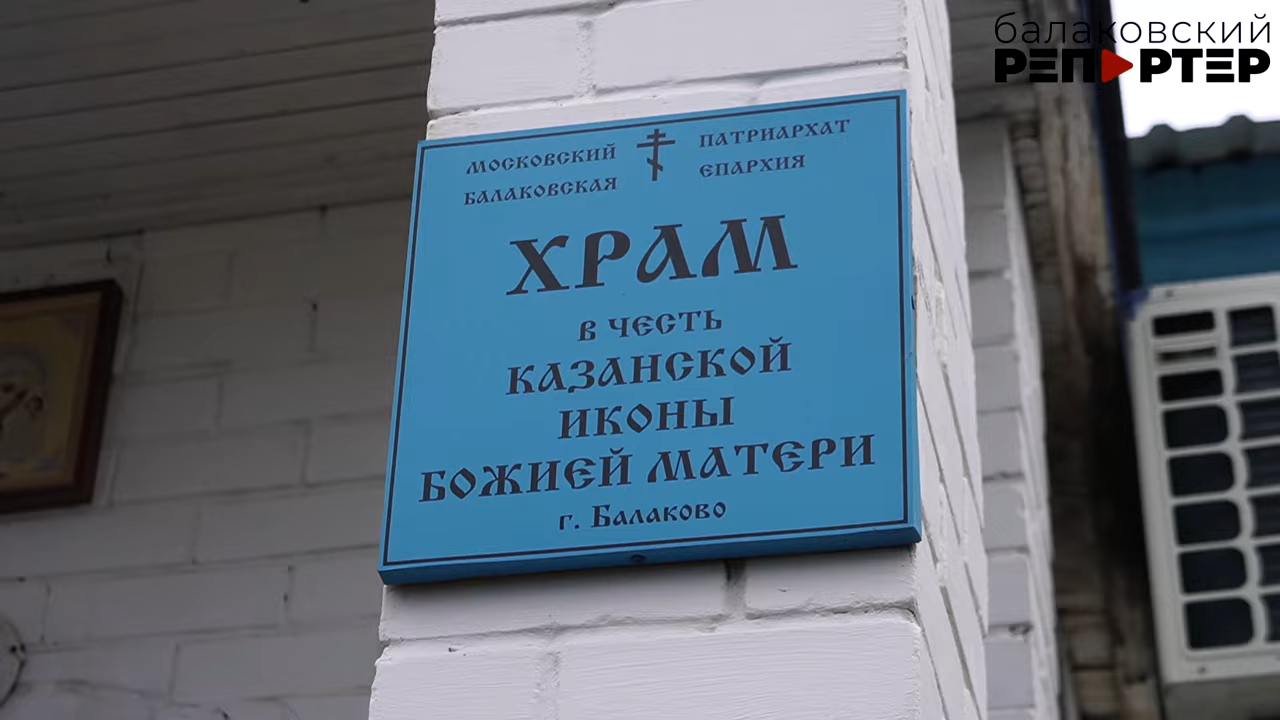 балаковский
РЕПОРТЕР
МОСКОВСКИЙ ПАТРИАРХАТ
БАЛАКОВСКАЯ ЕПАРХИЯ
ХРАМ
В ЧЕСТЬ
КАЗАНСКОЙ
ИКОНЫ
БОЖИЕЙ МАТЕРИ
г. Балаково